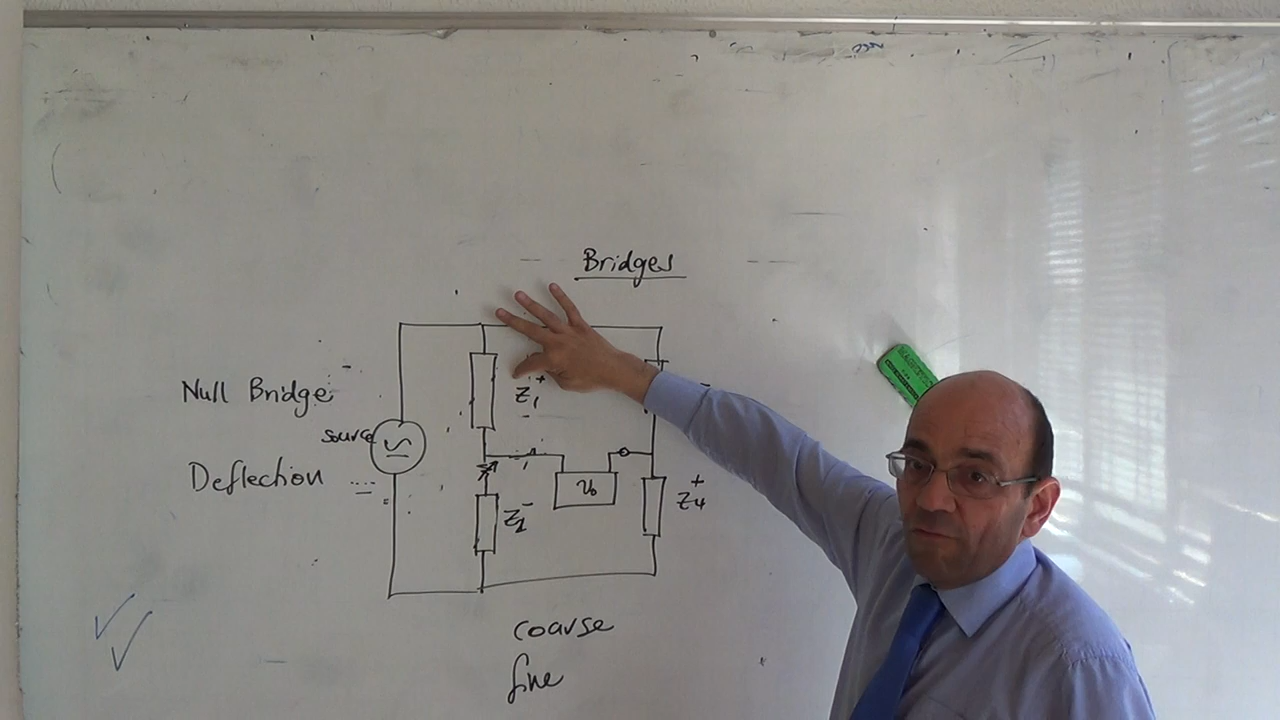 Bridges
Null Bridge
source
Deflection
Z1 +
-
Z2 -
V0
+
Z4
-
coarse
fine